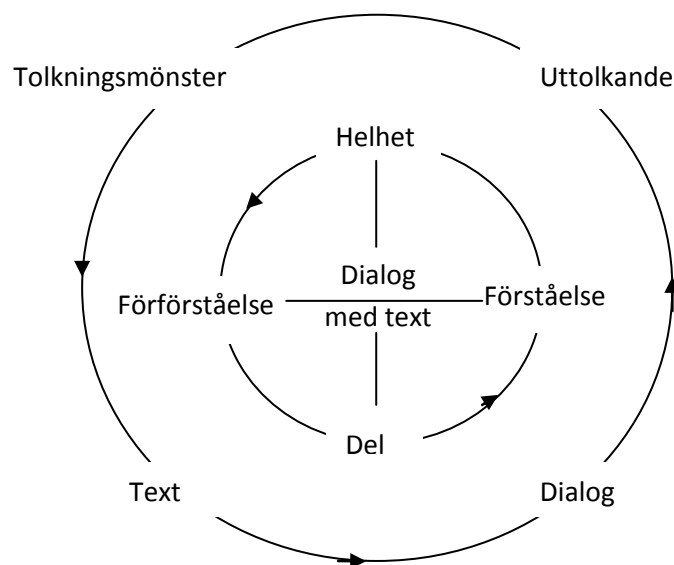 Tolkningsmönster
Uttolkande
Helhet
Dialog
Förförståelse
Förståelse
med text
Del
Text
Dialog